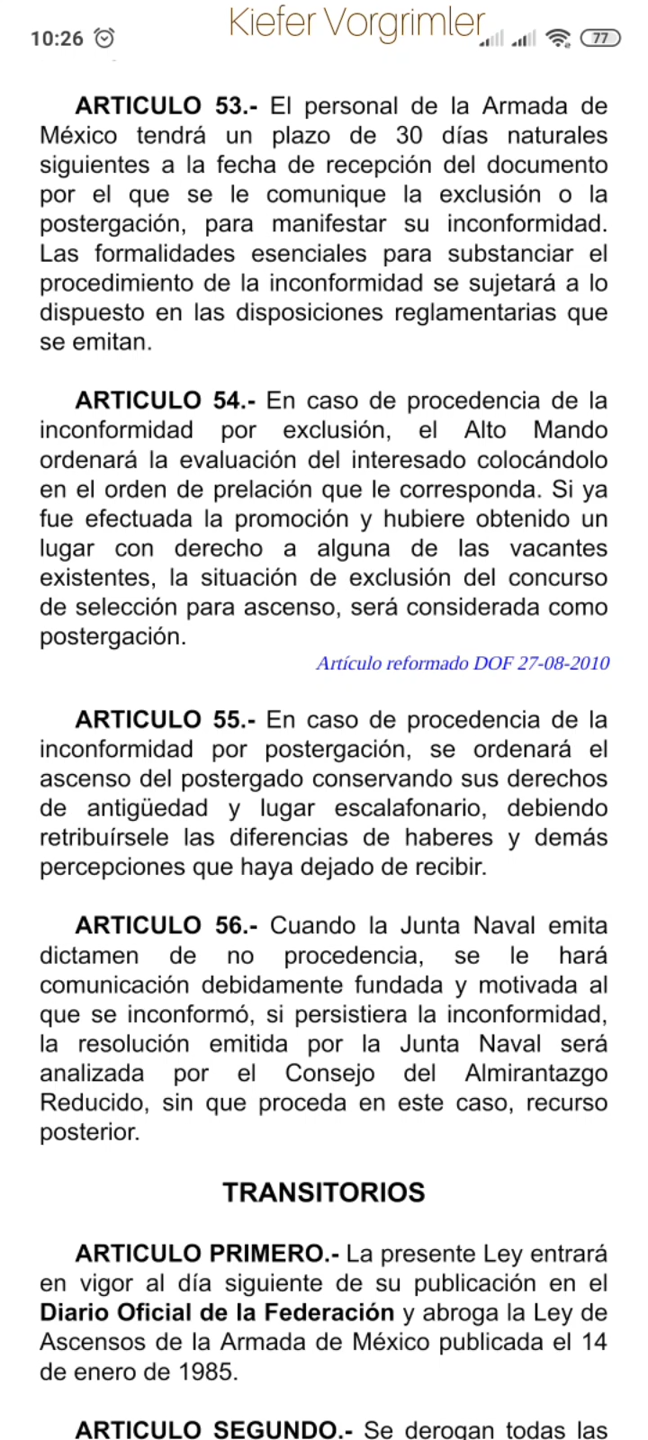 Kiefer Vorgrimler
10:26
77
ARTICULO 53.- El personal de la Armada de
México tendrá un plazo de 30 días naturales
siguientes a la fecha de recepción del documento
por el que se le comunique la exclusión o la
postergación, para manifestar su inconformidad.
Las formalidades esenciales para substanciar el
procedimiento de la inconformidad se sujetará a lo
dispuesto en las disposiciones reglamentarias que
se emitan.
ARTICULO 54.- En caso de procedencia de la
inconformidad por exclusión, el Alto Mando
ordenará la evaluación del interesado colocándolo
en el orden de prelación que le corresponda. Si ya
fue efectuada la promoción y hubiere obtenido un
lugar con derecho a alguna de las vacantes
existentes, la situación de exclusión del concurso
de selección para ascenso, será considerada como
postergación.
Artículo reformado DOF 27-08-2010
ARTICULO 55.- En caso de procedencia de la
inconformidad por postergación, se ordenará el
ascenso del postergado conservando sus derechos
de antigüedad y lugar escalafonario, debiendo
retribuírsele las diferencias de haberes y demás
percepciones que haya dejado de recibir.
ARTICULO 56.- Cuando la Junta Naval emita
dictamen de no procedencia, se le hará
comunicación debidamente fundada y motivada al
que se inconformó, si persistiera la inconformidad,
la resolución emitida por la Junta Naval será
analizada por el Consejo del Almirantazgo
Reducido, sin que proceda en este caso, recurso
posterior.
TRANSITORIOS
ARTICULO PRIMERO.- La presente Ley entrará
en vigor al día siguiente de su publicación en el
Diario Oficial de la Federación y abroga la Ley de
Ascensos de la Armada de México publicada el 14
de enero de 1985.
ARTICULO SEGUNDO.- Se derogan todas las